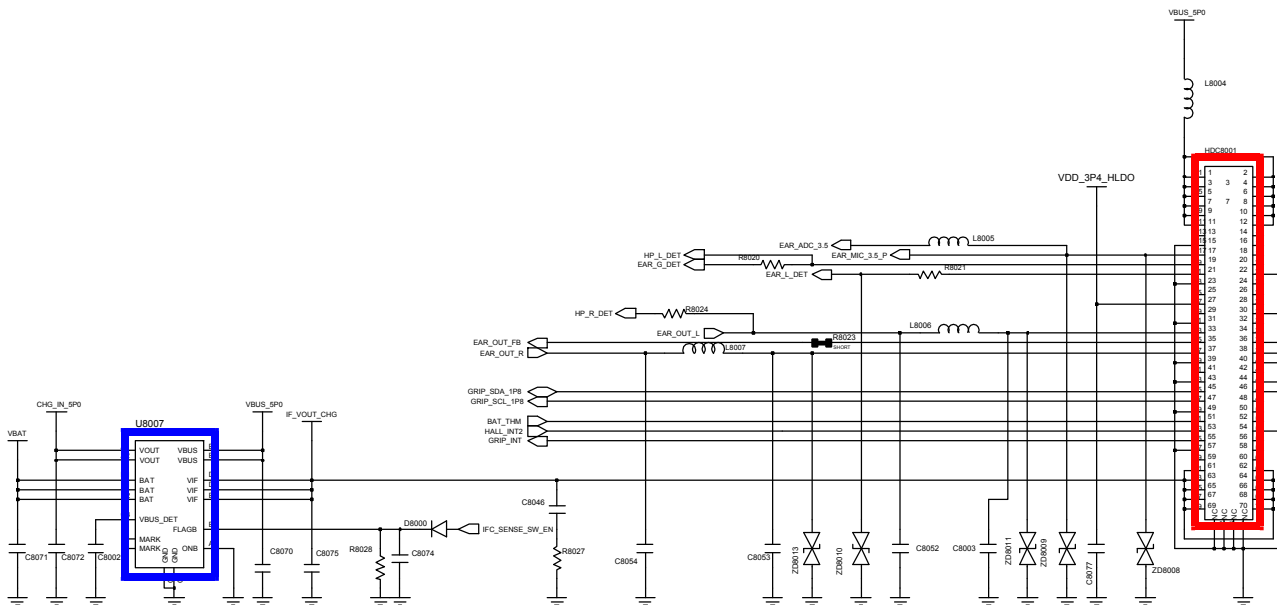 VBUS_5P0
L8004
HDC8001
VDD_3P4_HLDO
1 2
3 3 4
5 6
7 7 8
9 10
11 12
13 14
15 16
17 18
19 20
21 22
23 24
25 26
27 28
29 30
31 32
33 34
35 36
37 38
39 40
41 42
43 44
45 46
47 48
49 50
51 52
53 54
55 56
57 58
59 60
61 62
63 64
65 66
67 68
69 70
NC NC NC NC
EAR_ADC_3.5
L8005
HP_L_DET
EAR_MIC_3.5_P
EAR_G_DET
R8020
EAR_L_DET
R8021
HP_R_DET
R8024
EAR_OUT_L
L8006
EAR_OUT_FB
R8023
SHORT
EAR_OUT_R
L8007
GRIP_SDA_1P8
GRIP_SCL_1P8
BAT_THM
HALL_INT2
GRIP_INT
CHG_IN_5P0
VBUS_5P0
IF_VOUT_CHG
VBAT
U8007
VOUT VBUS
VOUT VBUS
BAT VIF
BAT VIF
BAT VIF
VBUS_DET
FLAGB
MARK
MARK ONB
GND GND
D8000
IFC_SENSE_SW_EN
C8046
R8027
C8071
C8072
C8002
C8070
C8075
R8028
C8074
C8054
C8053
ZD8013
ZD8010
C8052
C8003
ZD8011
ZD8009
C8077
ZD8008